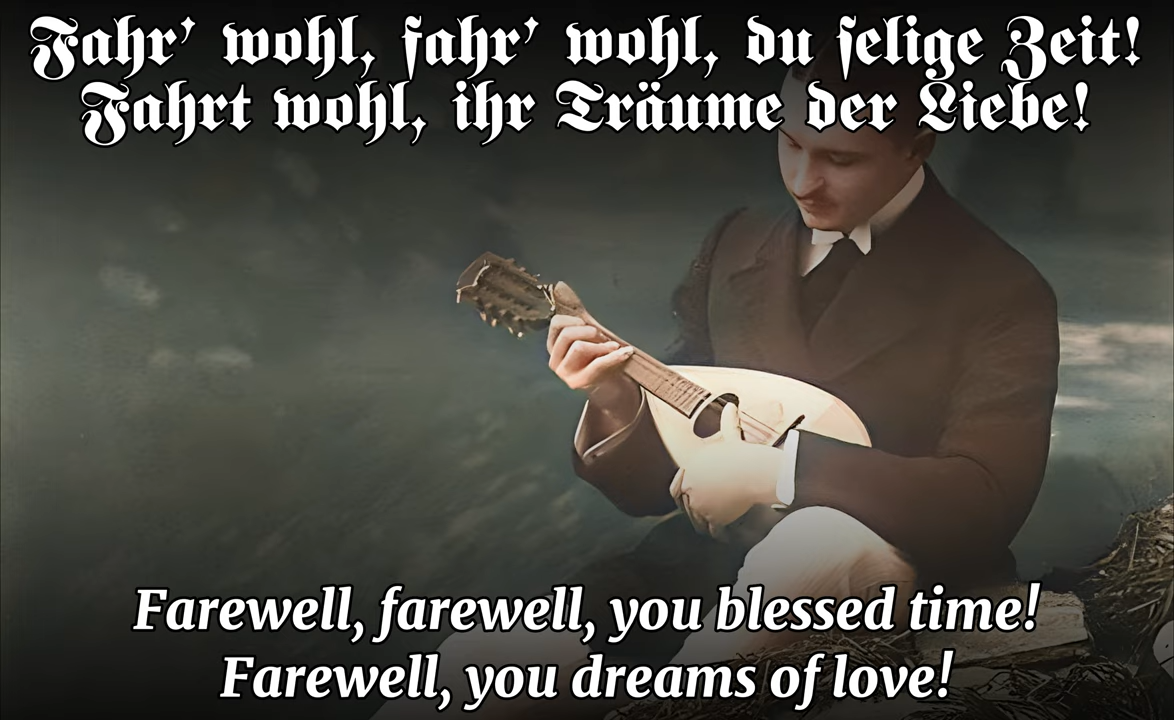 Fahr’ wohl, fahr’ wohl, du ſelige Zeit!
Fahrt wohl, ihr Träume der Liebe!
Farewell, farewell, you blessed time!
Farewell, you dreams of love!